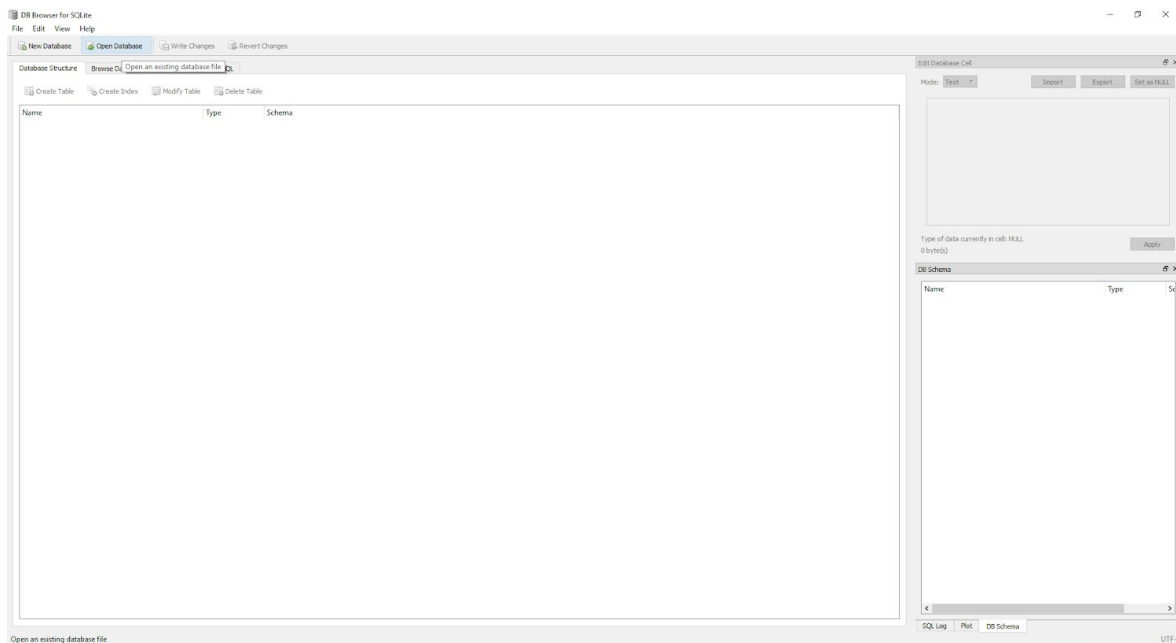 DB Browser for SQLite
File Edit View Help
New Database Open Database Write Changes Revert Changes
Open an existing database file
Database Structure Browse Da QL
Create Table Create Index Modify Table Delete Table
Name Type Schema
Edit Database Cell
Mode: Text Import Export Set as NULL
Type of data currently in cell: NULL
0 byte(s)
Apply
DB Schema
Name Type Sc
SQL Log Plot DB Schema
Open an existing database file
UTF-